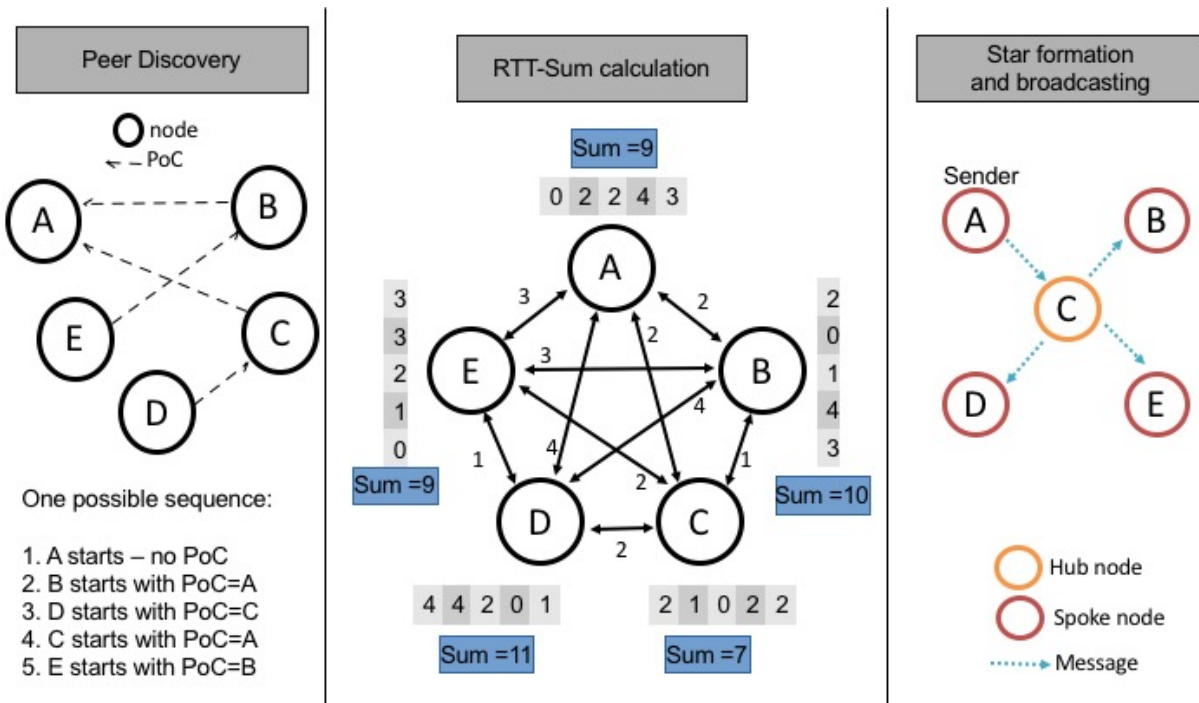 Peer Discovery
node
PoC
A
B
E
C
D
One possible sequence:
1. A starts – no PoC
2. B starts with PoC=A
3. D starts with PoC=C
4. C starts with PoC=A
5. E starts with PoC=B
RTT-Sum calculation
Sum =9
0 2 2 4 3
A
3
2
2
3
3
2
1
0
Sum =9
E
3
B
4
2
0
1
4
3
Sum =10
4
1
2
1
D
C
2
4 4 2 0 1
Sum =11
2 1 0 2 2
Sum =7
Star formation
and broadcasting
Sender
A
B
C
D
E
Hub node
Spoke node
Message